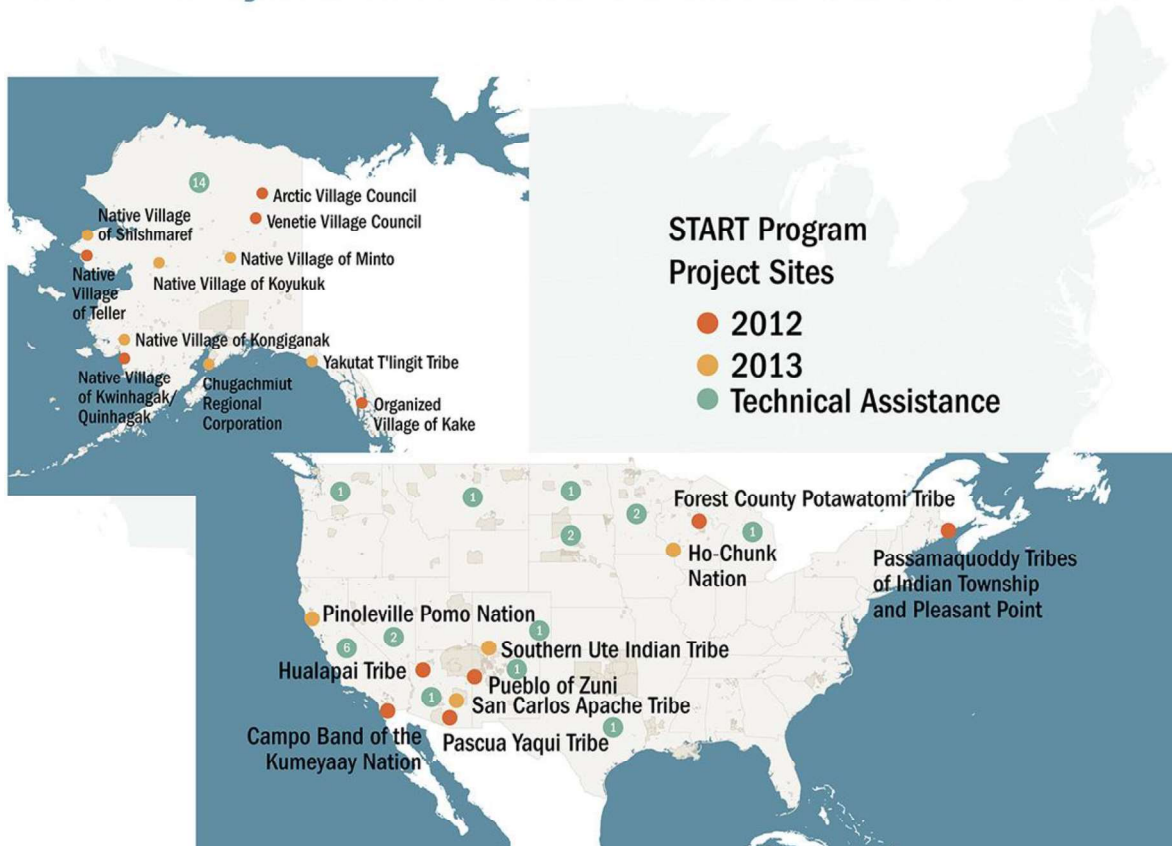 14
Arctic Village Council
Venetie Village Council
Native Village
of Shishmaref
Native Village of Minto
Native Village of Koyukuk
Native
Village
of Teller
Native Village of Kongiganak
Native Village
of Kwinhagak/
Quinhagak
Chugachmiut
Regional
Corporation
Yakutat T'lingit Tribe
Organized
Village of Kake
START Program
Project Sites
2012
2013
Technical Assistance
1
1
1
2
2
1
Forest County Potawatomi Tribe
Ho-Chunk
Nation
Passamaquoddy Tribes
of Indian Township
and Pleasant Point
Pinoleville Pomo Nation
6
2
1
Southern Ute Indian Tribe
1
Hualapai Tribe
Pueblo of Zuni
1
San Carlos Apache Tribe
Campo Band of the
Kumeyaay Nation
Pascua Yaqui Tribe
1